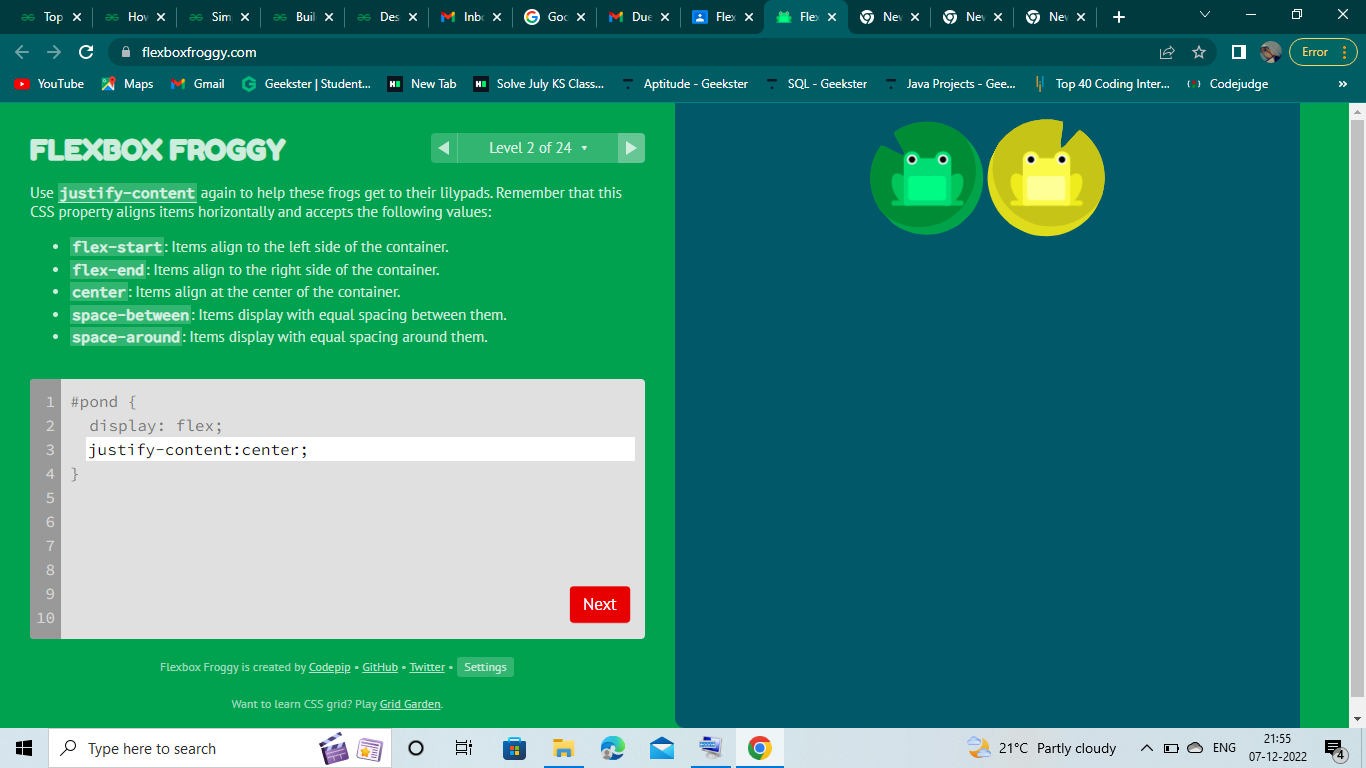 Top
How
Sim
Buil
Des
Inbo
Goo
Due
Flex
Flex
New
New
New
flexboxfroggy.com
Error
YouTube
Maps
Gmail
Geekster | Student...
New Tab
Solve July KS Class...
Aptitude - Geekster
SQL - Geekster
Java Projects - Gee...
Top 40 Coding Inter...
Codejudge
»
FLEXBOX FROGGY
Level 2 of 24
Use justify-content again to help these frogs get to their lilypads. Remember that this
CSS property aligns items horizontally and accepts the following values:
• flex-start: Items align to the left side of the container.
• flex-end: Items align to the right side of the container.
• center: Items align at the center of the container.
• space-between: Items display with equal spacing between them.
• space-around: Items display with equal spacing around them.
1 #pond {
2 display: flex;
3 justify-content:center;
4 }
5
6
7
8
9
10
Next
Flexbox Froggy is created by Codepip • GitHub • Twitter • Settings
Want to learn CSS grid? Play Grid Garden.
Type here to search
21°C Partly cloudy
ENG
21:55
07-12-2022
4